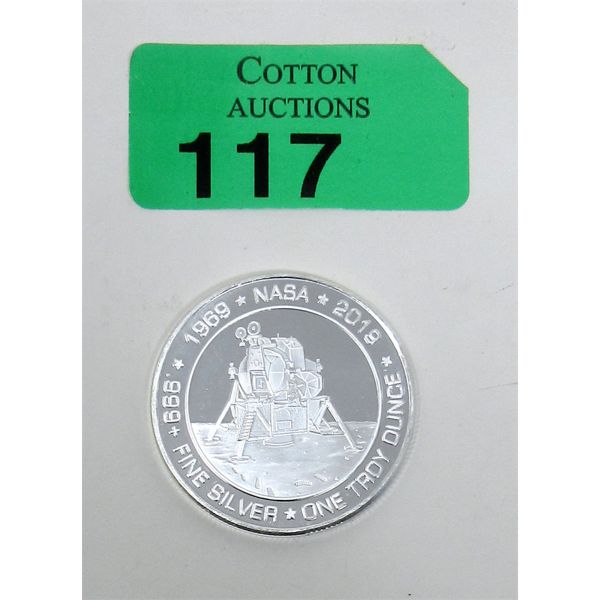 COTTON
AUCTIONS
117
1969 ★ NASA ★ 2019
★ .999+ FINE SILVER ★ ONE TROY OUNCE ★